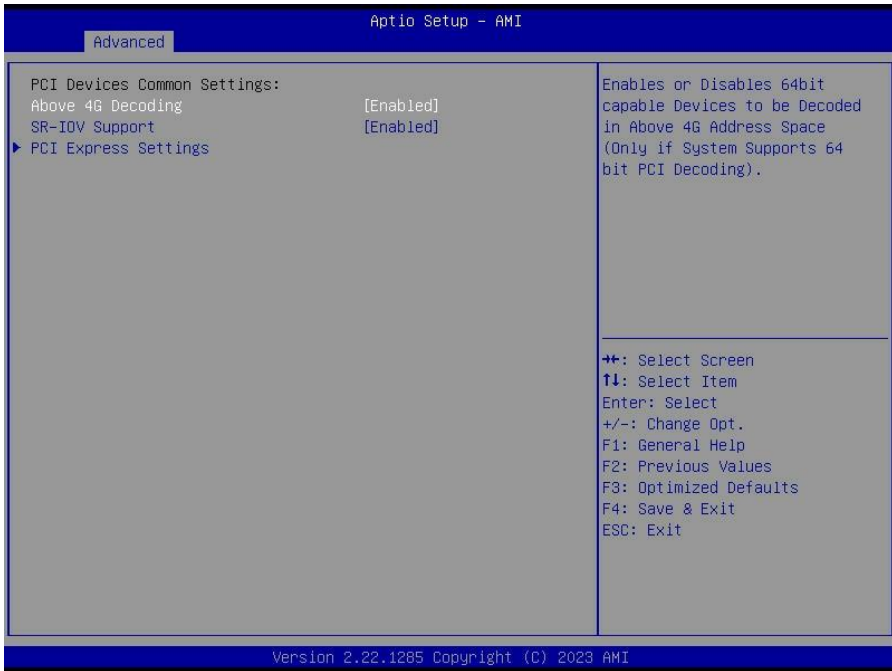 Aptio Setup – AMI
Advanced
PCI Devices Common Settings:
Above 4G Decoding [Enabled]
SR-IOV Support [Enabled]
▶ PCI Express Settings
Enables or Disables 64bit
capable Devices to be Decoded
in Above 4G Address Space
(Only if System Supports 64
bit PCI Decoding).
→←: Select Screen
↑↓: Select Item
Enter: Select
+/-: Change Opt.
F1: General Help
F2: Previous Values
F3: Optimized Defaults
F4: Save & Exit
ESC: Exit
Version 2.22.1285 Copyright (C) 2023 AMI